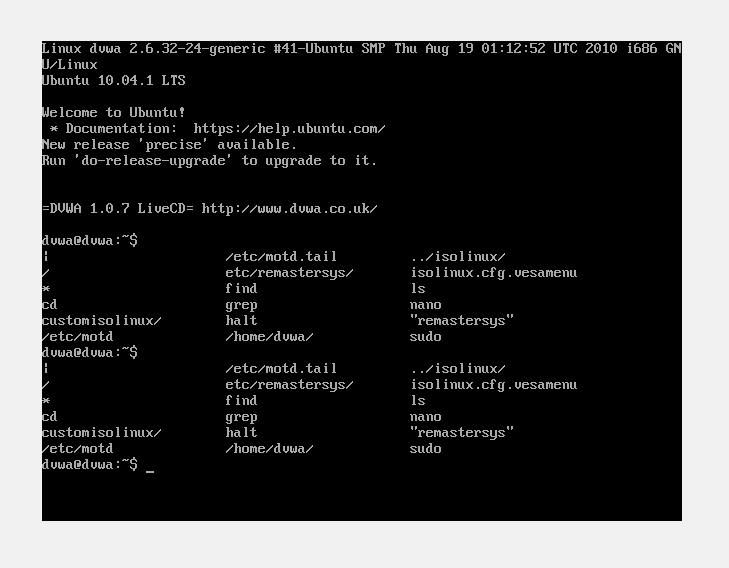 Linux dvwa 2.6.32-24-generic #41-Ubuntu SMP Thu Aug 19 01:12:52 UTC 2010 i686 GN
U/Linux
Ubuntu 10.04.1 LTS
Welcome to Ubuntu!
 * Documentation:  https://help.ubuntu.com/
New release 'precise' available.
Run 'do-release-upgrade' to upgrade to it.
=DVWA 1.0.7 LiveCD= http://www.dvwa.co.uk/
dvwa@dvwa:~$
¦                      /etc/motd.tail         ../isolinux/
/                      etc/remastersys/       isolinux.cfg.vesamenu
*                      find                   ls
cd                     grep                   nano
customisolinux/        halt                   "remastersys"
/etc/motd              /home/dvwa/            sudo
dvwa@dvwa:~$
¦                      /etc/motd.tail         ../isolinux/
/                      etc/remastersys/       isolinux.cfg.vesamenu
*                      find                   ls
cd                     grep                   nano
customisolinux/        halt                   "remastersys"
/etc/motd              /home/dvwa/            sudo
dvwa@dvwa:~$ _